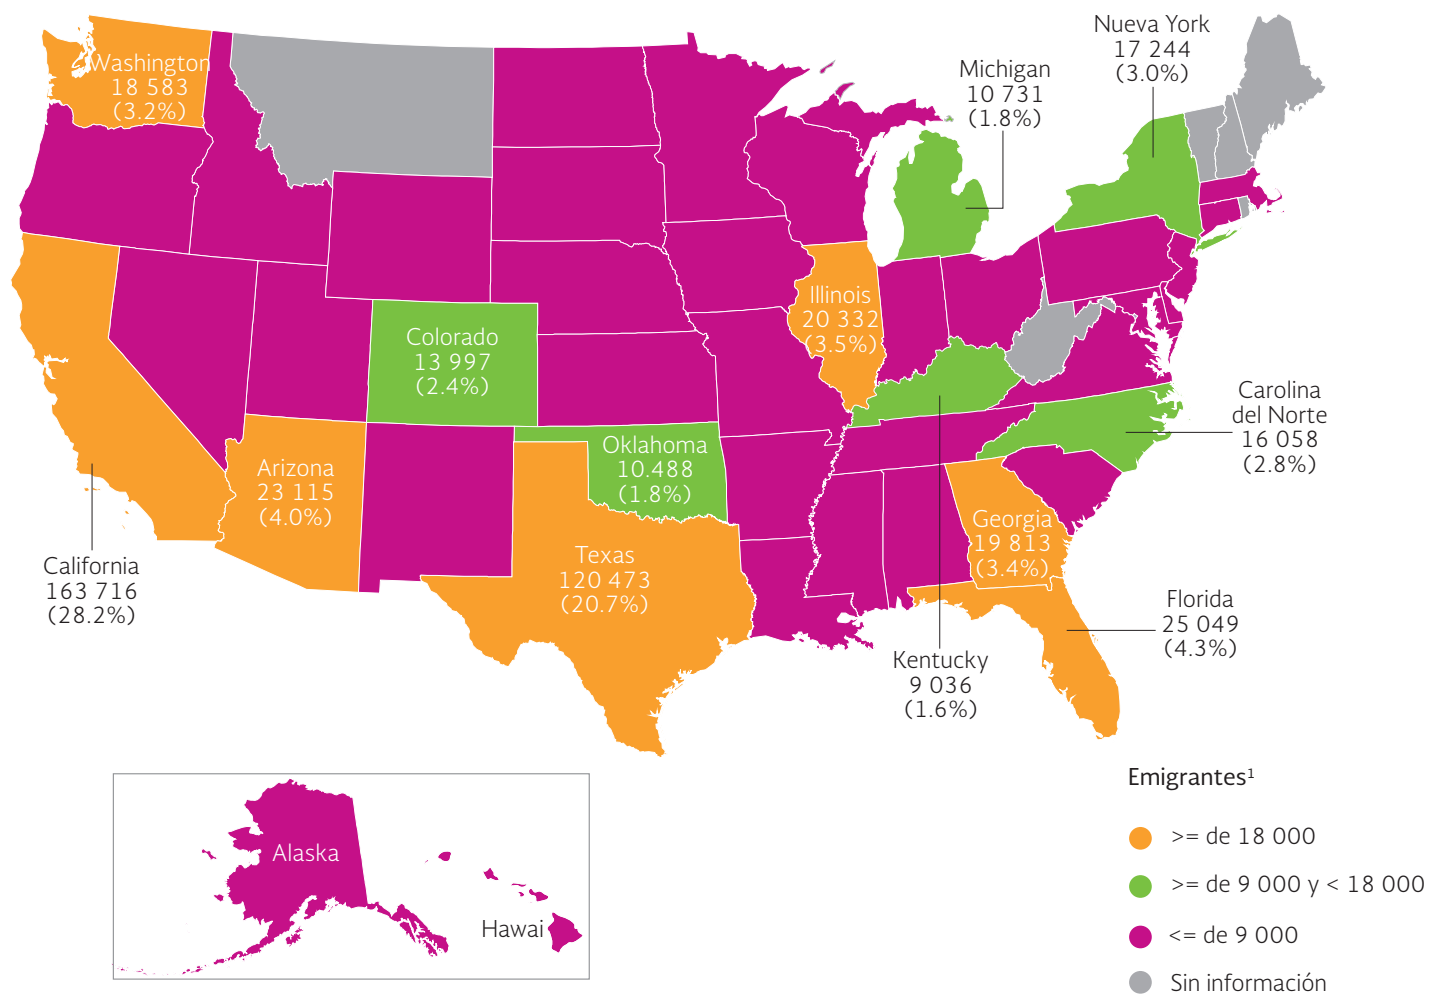 Nueva York
17 244
(3.0%)
Michigan
10 731
(1.8%)
Washington
18 583
(3.2%)
Illinois
20 332
(3.5%)
Colorado
13 997
(2.4%)
Carolina
del Norte
16 058
(2.8%)
Oklahoma
10.488
(1.8%)
Arizona
23 115
(4.0%)
Georgia
19 813
(3.4%)
Texas
120 473
(20.7%)
California
163 716
(28.2%)
Florida
25 049
(4.3%)
Kentucky
9 036
(1.6%)
Alaska
Hawai
Emigrantes¹
>= de 18 000
>= de 9 000 y < 18 000
<= de 9 000
Sin información